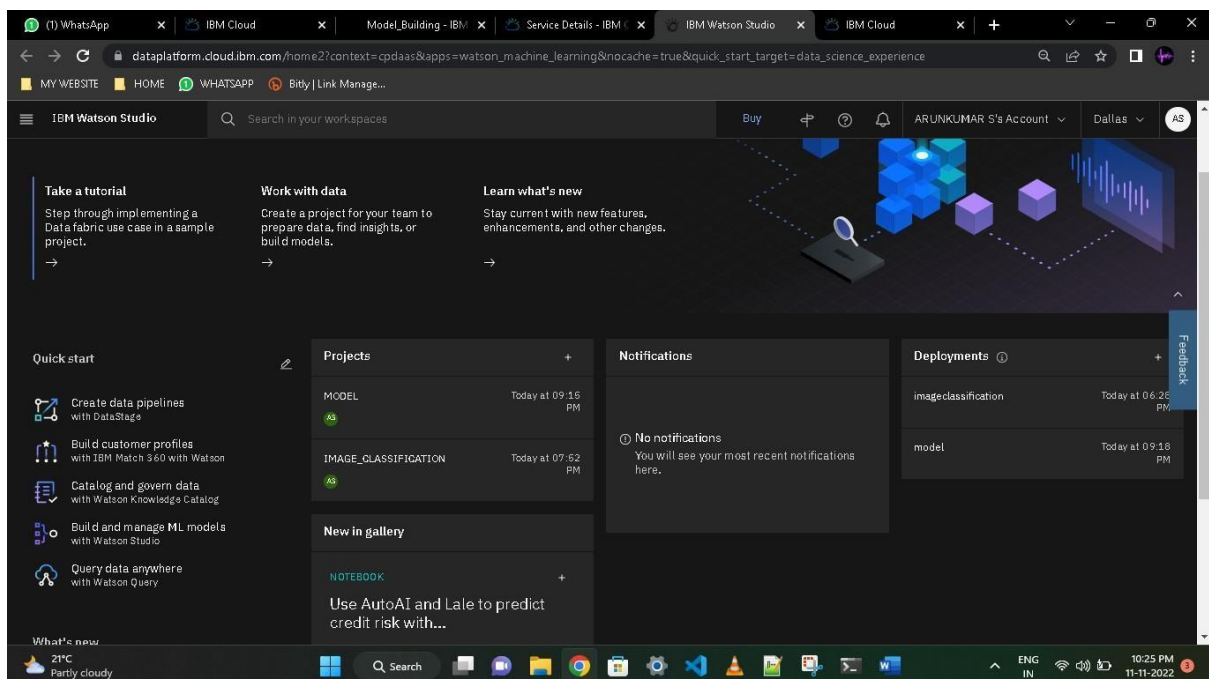 (1) WhatsApp
IBM Cloud
Model_Building - IBM
Service Details - IBM C
IBM Watson Studio
IBM Cloud
dataplatform.cloud.ibm.com/home2?context=cpdaas&apps=watson_machine_learning&nocache=true&quick_start_target=data_science_experience
MY WEBSITE
HOME
WHATSAPP
Bitly | Link Manage...
IBM Watson Studio
Search in your workspaces
Buy
ARUNKUMAR S's Account
Dallas
AS
Take a tutorial
Step through implementing a
Data fabric use case in a sample
project.
Work with data
Create a project for your team to
prepare data, find insights, or
build models.
Learn what's new
Stay current with new features,
enhancements, and other changes.
Feedback
Quick start
Create data pipelines
with DataStage
Build customer profiles
with IBM Match 360 with Watson
Catalog and govern data
with Watson Knowledge Catalog
Build and manage ML models
with Watson Studio
Query data anywhere
with Watson Query
What's new
Projects
MODEL
Today at 09:15
PM
AS
IMAGE_CLASSIFICATION
Today at 07:52
PM
AS
New in gallery
NOTEBOOK
Use AutoAI and Lale to predict
credit risk with...
Notifications
No notifications
You will see your most recent notifications
here.
Deployments
imageclassification
Today at 06:28
PM
model
Today at 09:18
PM
21°C
Partly cloudy
Search
ENG
IN
10:25 PM
11-11-2022
3